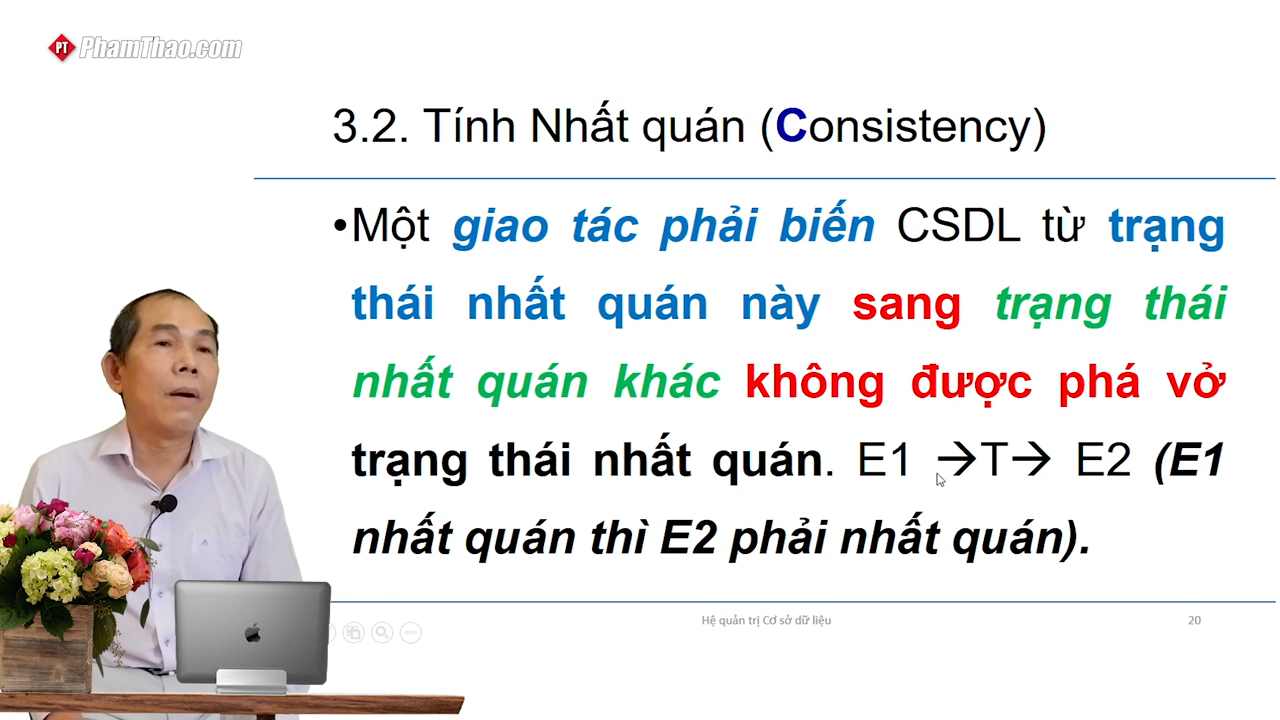 PT PhamThao.com
3.2. Tính Nhất quán (Consistency)
•Một giao tác phải biến CSDL từ trạng
thái nhất quán này sang trạng thái
nhất quán khác không được phá vở
trạng thái nhất quán. E1 →T→ E2 (E1
nhất quán thì E2 phải nhất quán).
Hệ quản trị Cơ sở dữ liệu
20